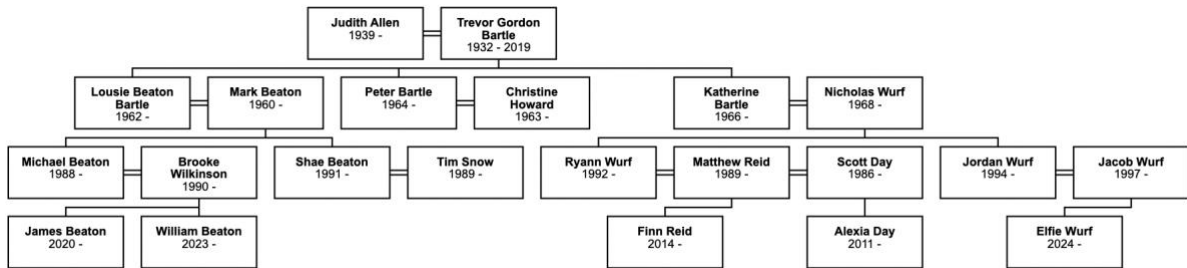 Judith Allen
1939 -
Trevor Gordon
Bartle
1932 - 2019
Lousie Beaton
Bartle
1962 -
Mark Beaton
1960 -
Peter Bartle
1964 -
Christine
Howard
1963 -
Katherine
Bartle
1966 -
Nicholas Wurf
1968 -
Michael Beaton
1988 -
Brooke
Wilkinson
1990 -
Shae Beaton
1991 -
Tim Snow
1989 -
Ryann Wurf
1992 -
Matthew Reid
1989 -
Scott Day
1986 -
Jordan Wurf
1994 -
Jacob Wurf
1997 -
James Beaton
2020 -
William Beaton
2023 -
Finn Reid
2014 -
Alexia Day
2011 -
Elfie Wurf
2024 -